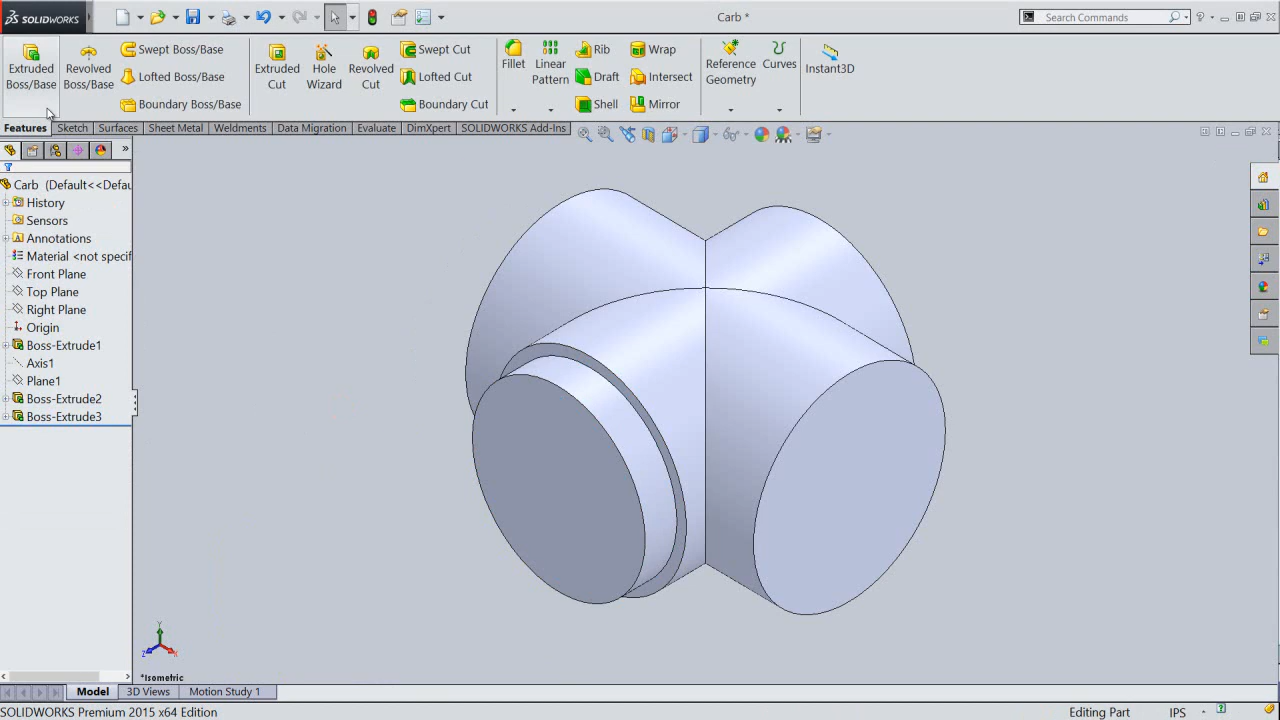 SOLIDWORKS
Carb *
Search Commands
Extruded Boss/Base
Revolved Boss/Base
Swept Boss/Base
Lofted Boss/Base
Boundary Boss/Base
Extruded Cut
Hole Wizard
Revolved Cut
Swept Cut
Lofted Cut
Boundary Cut
Fillet
Linear Pattern
Rib
Draft
Shell
Wrap
Intersect
Mirror
Reference Geometry
Curves
Instant3D
Features
Sketch
Surfaces
Sheet Metal
Weldments
Data Migration
Evaluate
DimXpert
SOLIDWORKS Add-Ins
Carb (Default<<Defau
History
Sensors
Annotations
Material <not specif
Front Plane
Top Plane
Right Plane
Origin
Boss-Extrude1
Axis1
Plane1
Boss-Extrude2
Boss-Extrude3
Y
Z
X
*Isometric
Model
3D Views
Motion Study 1
SOLIDWORKS Premium 2015 x64 Edition
Editing Part
IPS